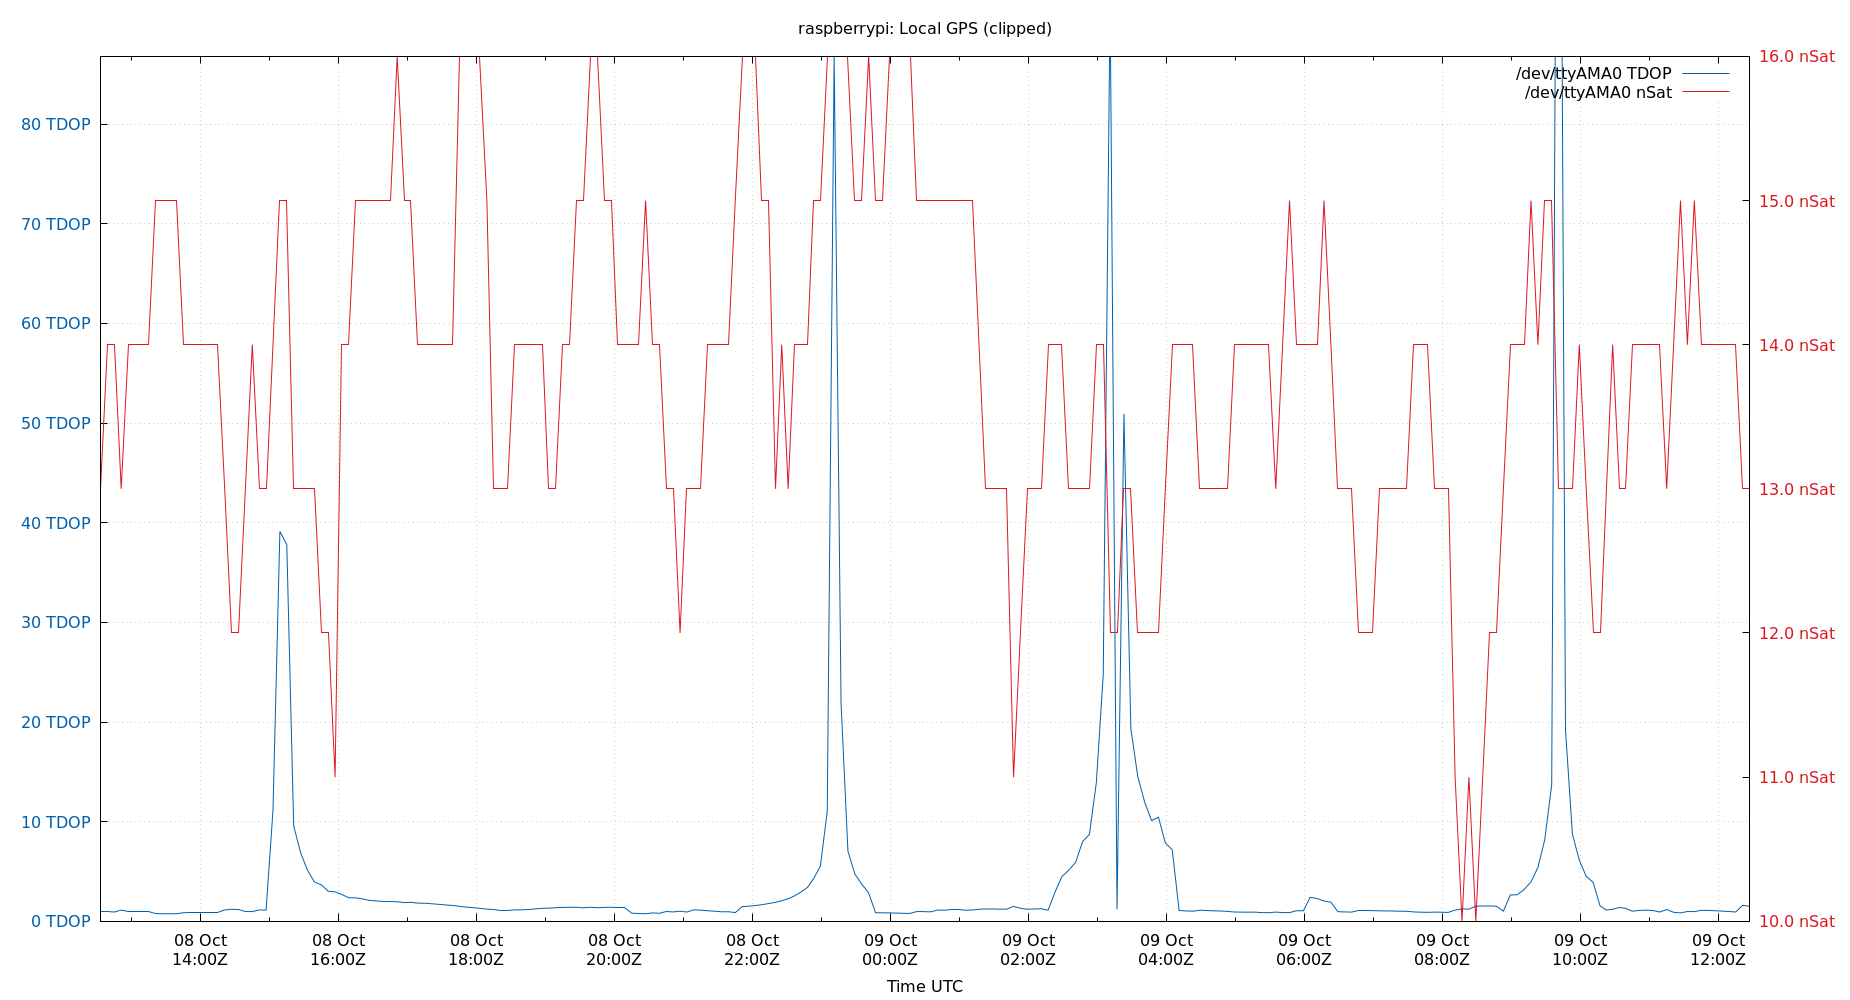 raspberrypi: Local GPS (clipped)
/dev/ttyAMA0 TDOP
/dev/ttyAMA0 nSat
80 TDOP
70 TDOP
60 TDOP
50 TDOP
40 TDOP
30 TDOP
20 TDOP
10 TDOP
0 TDOP
16.0 nSat
15.0 nSat
14.0 nSat
13.0 nSat
12.0 nSat
11.0 nSat
10.0 nSat
08 Oct
14:00Z
08 Oct
16:00Z
08 Oct
18:00Z
08 Oct
20:00Z
08 Oct
22:00Z
09 Oct
00:00Z
09 Oct
02:00Z
09 Oct
04:00Z
09 Oct
06:00Z
09 Oct
08:00Z
09 Oct
10:00Z
09 Oct
12:00Z
Time UTC